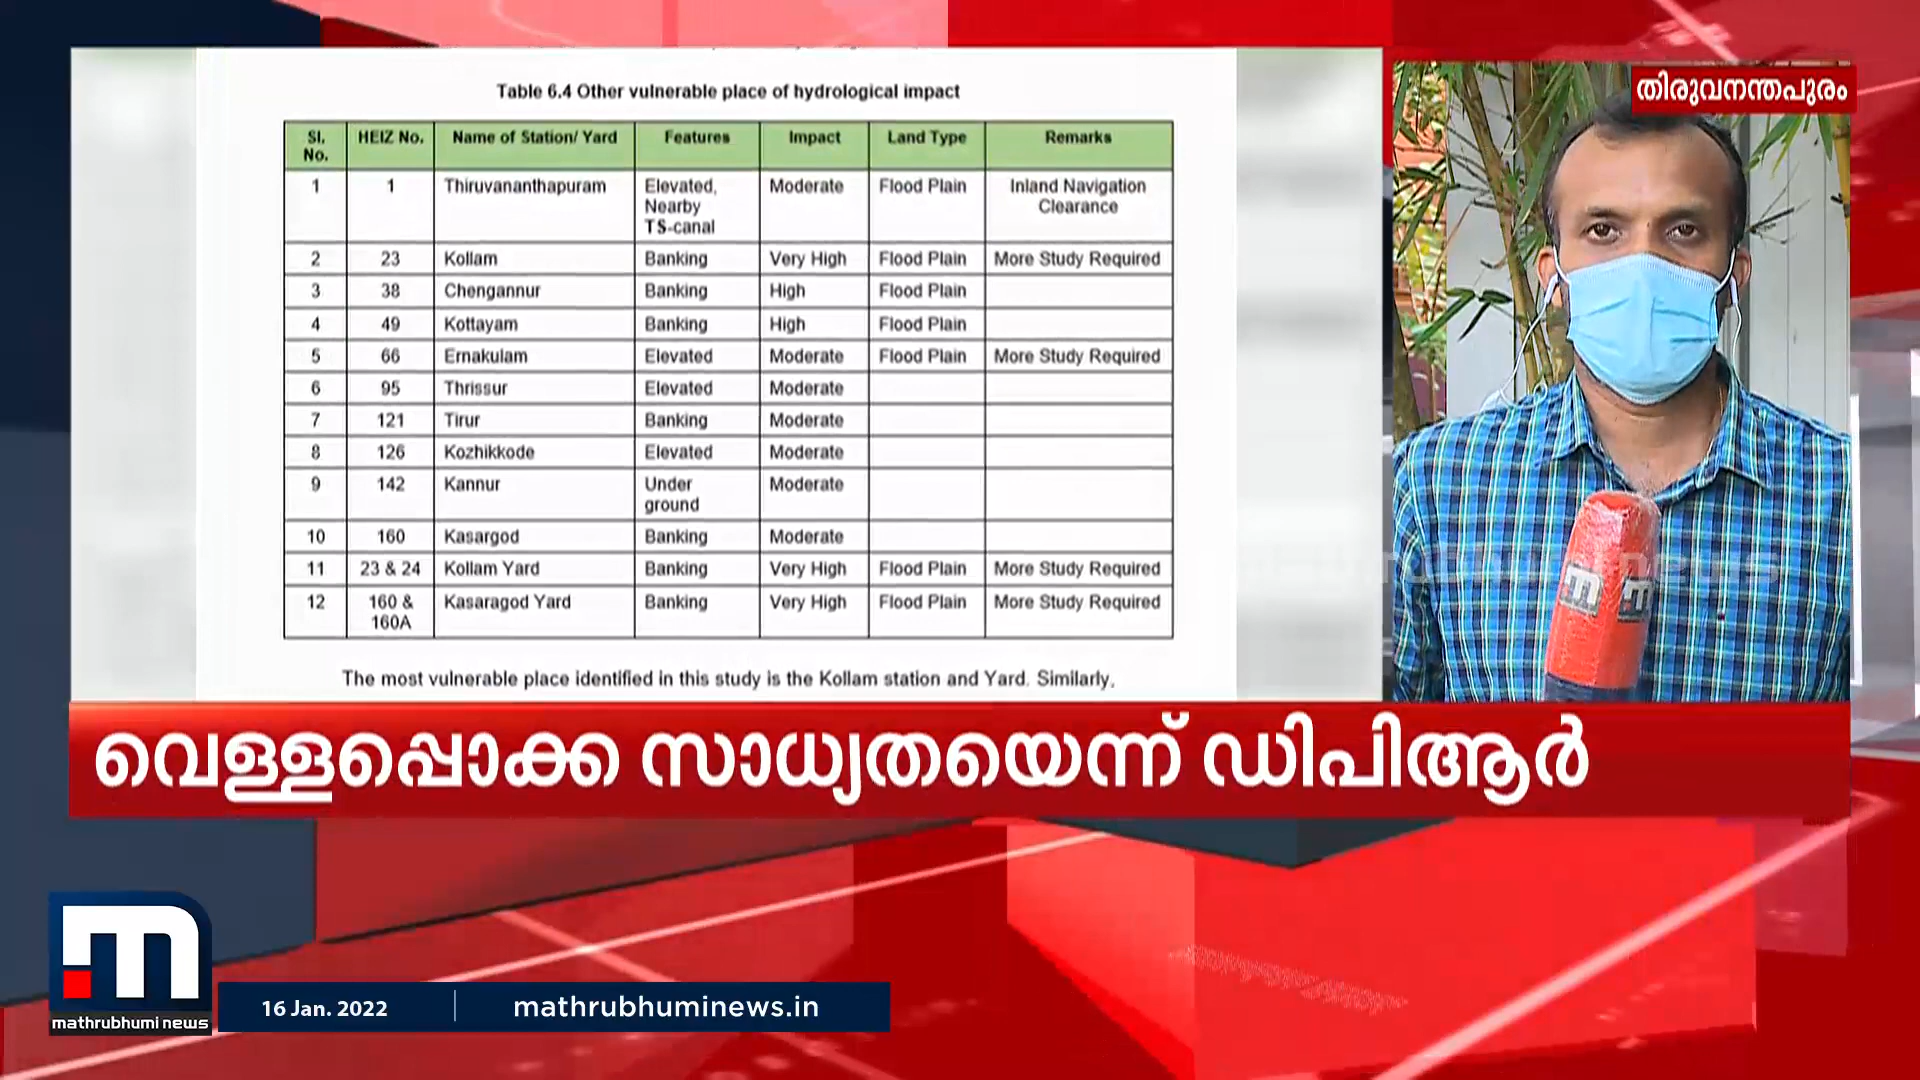 Table 6.4 Other vulnerable place of hydrological impact
Sl. No. HEIZ No. Name of Station/ Yard Features Impact Land Type Remarks
1 1 Thiruvananthapuram Elevated, Nearby TS-canal Moderate Flood Plain Inland Navigation Clearance
2 23 Kollam Banking Very High Flood Plain More Study Required
3 38 Chengannur Banking High Flood Plain
4 49 Kottayam Banking High Flood Plain
5 66 Ernakulam Elevated Moderate Flood Plain More Study Required
6 95 Thrissur Elevated Moderate
7 121 Tirur Banking Moderate
8 126 Kozhikkode Elevated Moderate
9 142 Kannur Under ground Moderate
10 160 Kasargod Banking Moderate
11 23 & 24 Kollam Yard Banking Very High Flood Plain More Study Required
12 160 & 160A Kasaragod Yard Banking Very High Flood Plain More Study Required
The most vulnerable place identified in this study is the Kollam station and Yard. Similarly,
തിരുവനന്തപുരം
വെള്ളപ്പൊക്ക സാധ്യതയെന്ന് ഡിപിആർ
mathrubhumi news
16 Jan. 2022
mathrubhuminews.in